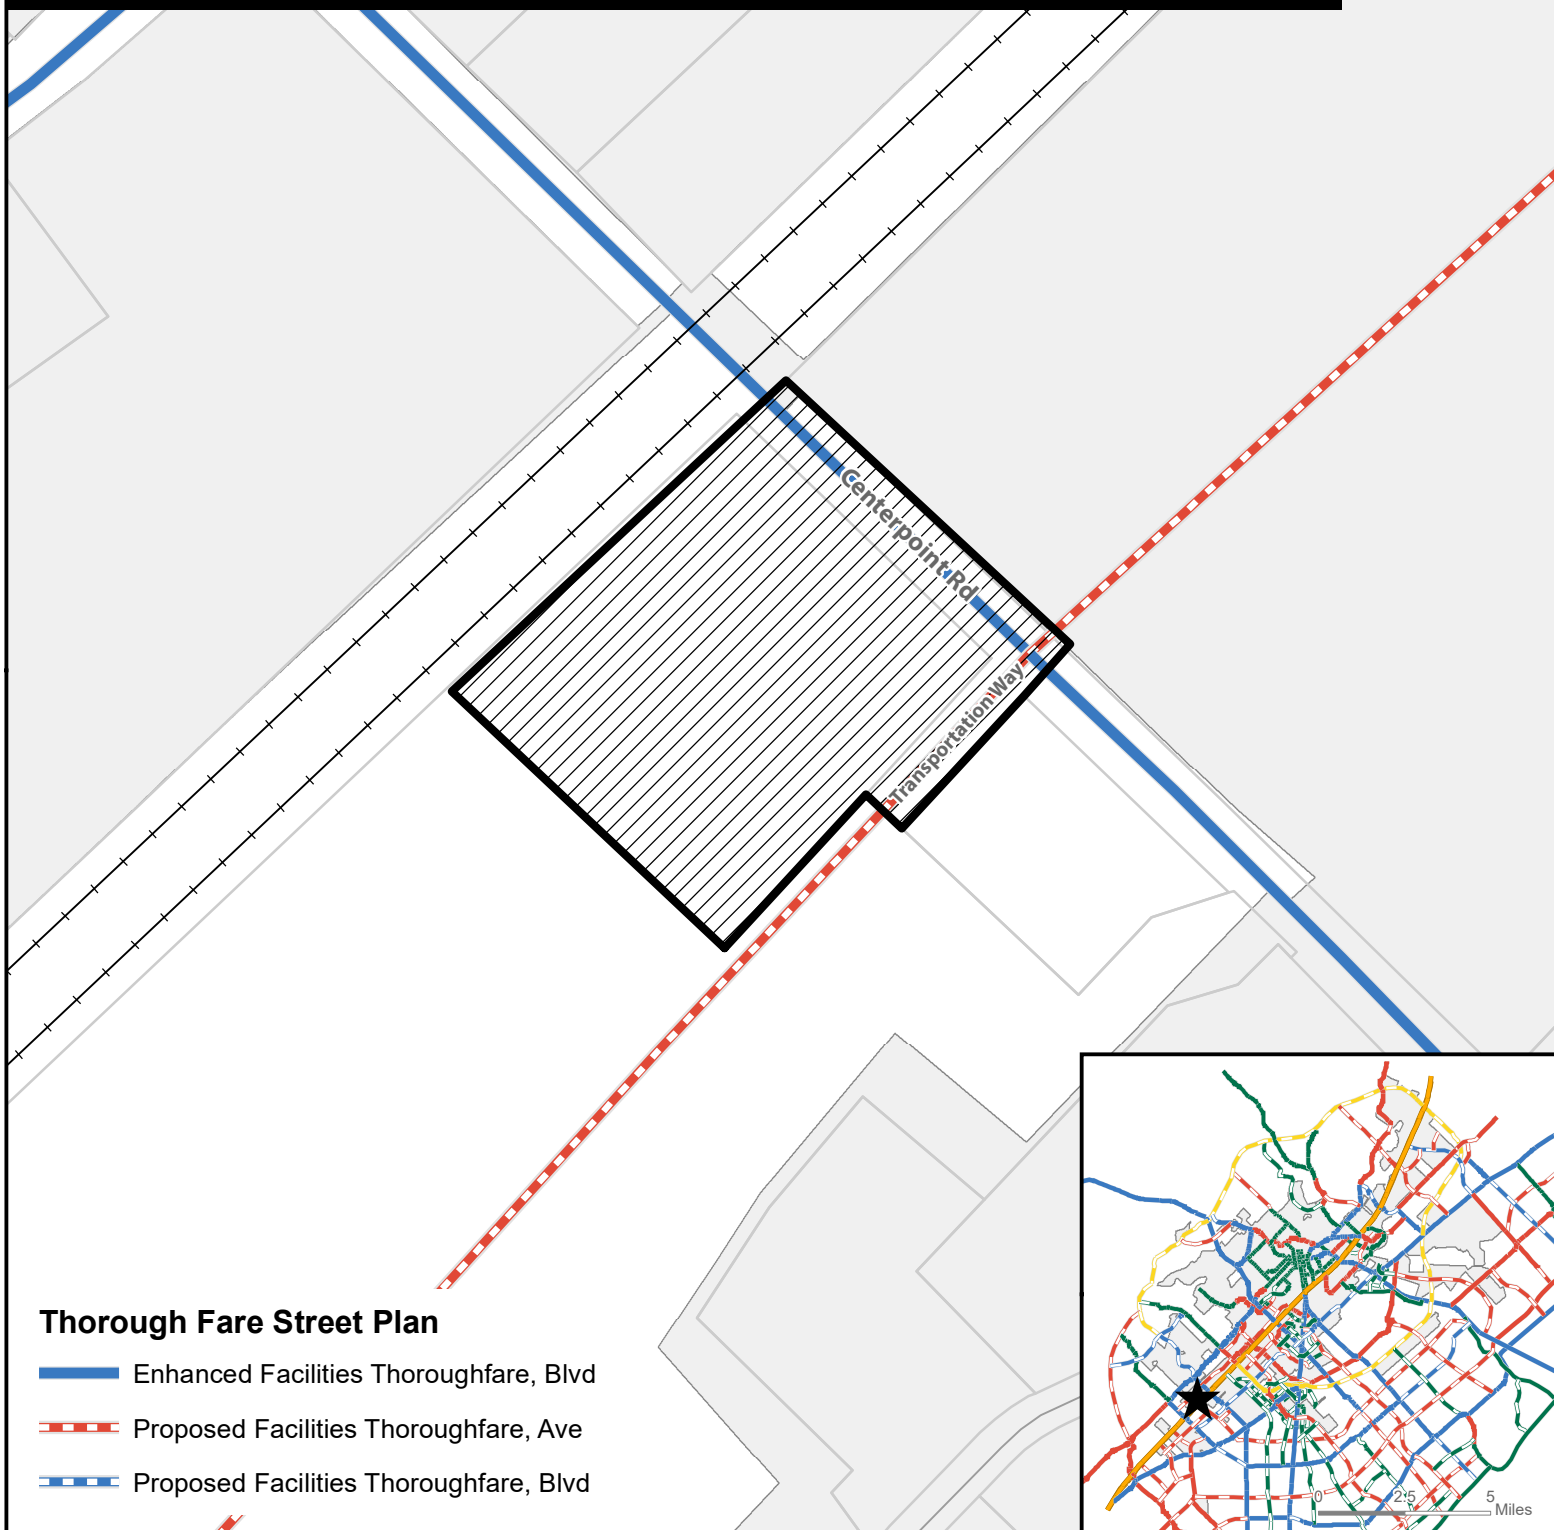 Centerpoint Rd
Transportation Way
Thorough Fare Street Plan
Enhanced Facilities Thoroughfare, Blvd
Proposed Facilities Thoroughfare, Ave
Proposed Facilities Thoroughfare, Blvd
0 2.5 5
Miles